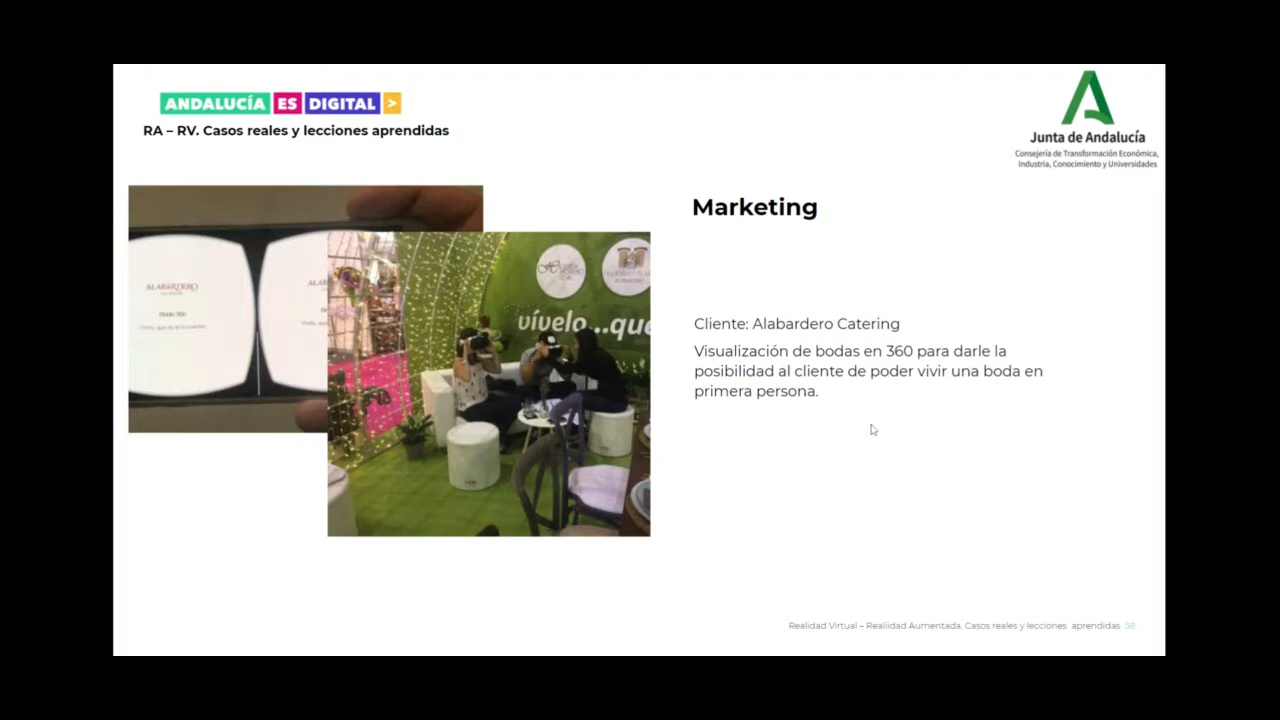 ANDALUCÍA ES DIGITAL >
RA – RV. Casos reales y lecciones aprendidas
Junta de Andalucía
Consejería de Transformación Económica,
Industria, Conocimiento y Universidades
Marketing
ALABARDERO
vívelo...que
Cliente: Alabardero Catering
Visualización de bodas en 360 para darle la
posibilidad al cliente de poder vivir una boda en
primera persona.
Realidad Virtual – Realiidad Aumentada. Casos reales y lecciones aprendidas 58